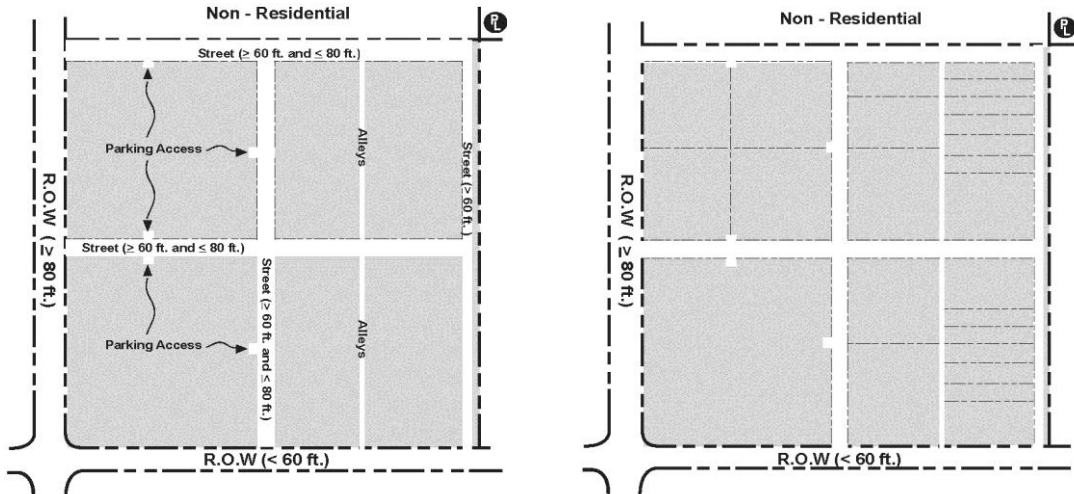 Non - Residential
PL
Street (≥ 60 ft. and ≤ 80 ft.)
Parking Access
Alleys
Street (≥ 60 ft.)
R.O.W (≥ 80 ft.)
Street (≥ 60 ft. and ≤ 80 ft.)
Street (≥ 60 ft. and ≤ 80 ft.)
Parking Access
Alleys
R.O.W (< 60 ft.)
Non - Residential
PL
R.O.W (≥ 80 ft.)
R.O.W (< 60 ft.)